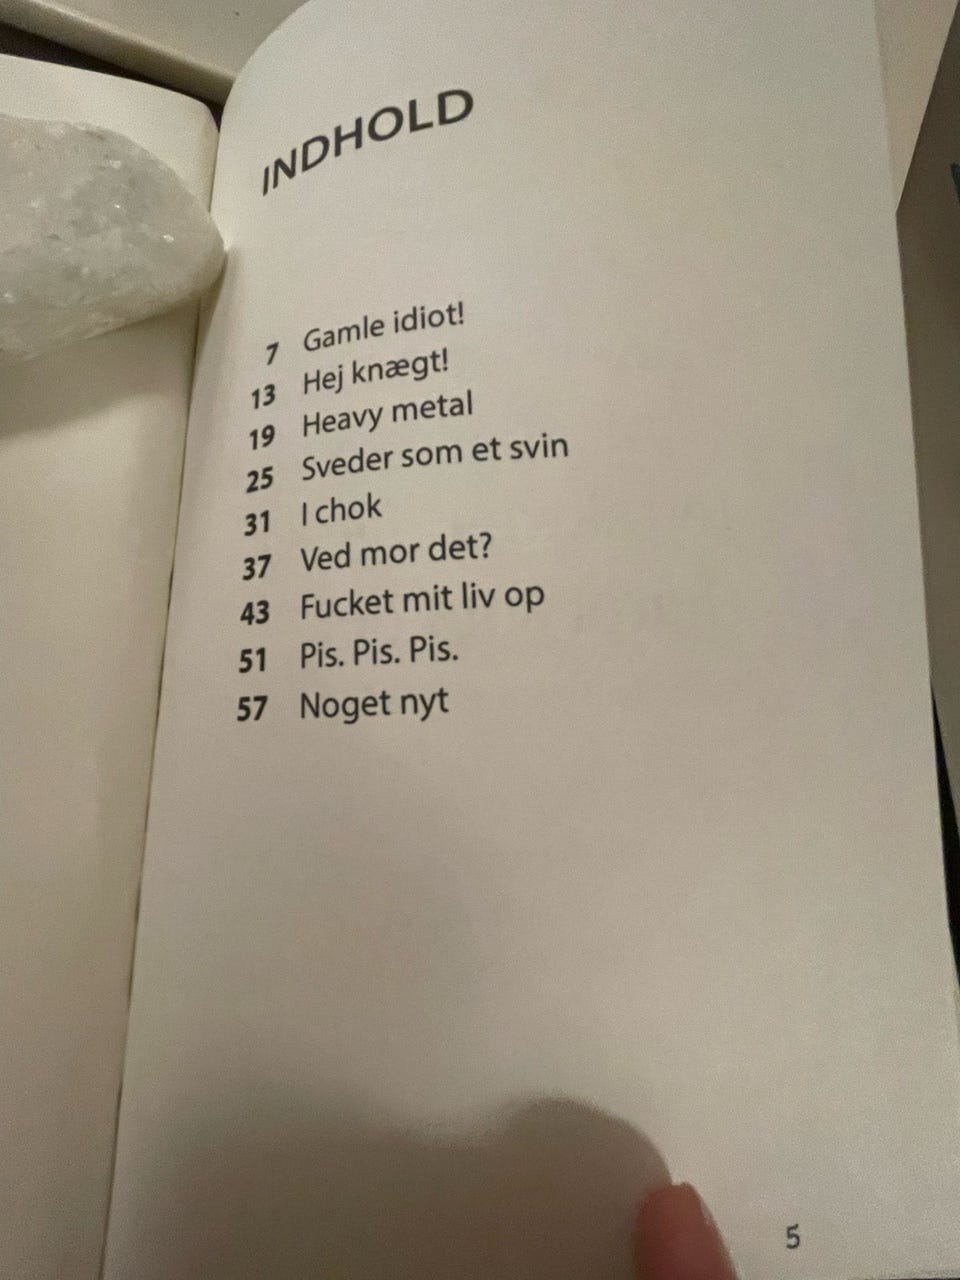 INDHOLD
7 Gamle idiot!
13 Hej knægt!
19 Heavy metal
25 Sveder som et svin
31 I chok
37 Ved mor det?
43 Fucket mit liv op
51 Pis. Pis. Pis.
57 Noget nyt
5